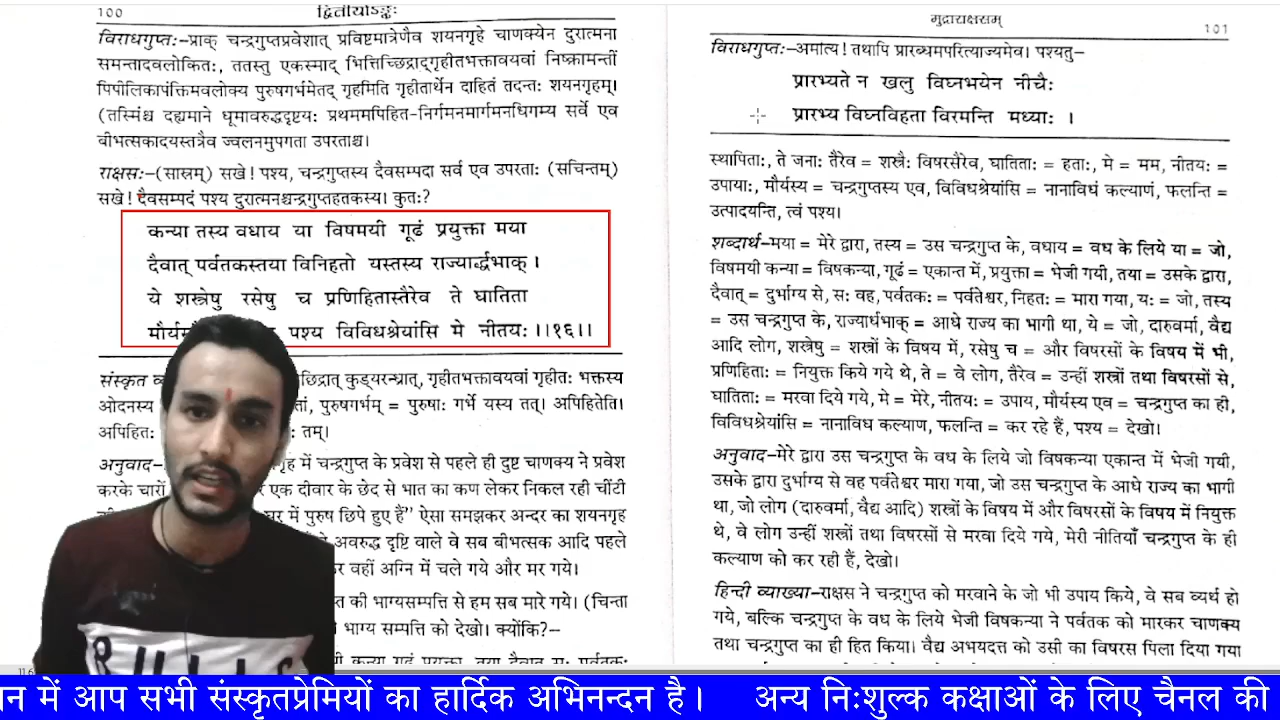 100
द्वितीयोऽङ्कः
विराधगुप्तः-प्राक् चन्द्रगुप्तप्रवेशात् प्रविष्टमात्रेणैव शयनगृहे चाणक्येन दुरात्मना
समन्तादवलोकितः, ततस्तु एकस्माद् भित्तिच्छिद्राद्गृहीतभक्तावयवां निष्क्रामन्तीं
पिपीलिकापंक्तिमवलोक्य पुरुषगर्भमेतद् गृहमिति गृहीतार्थेन दाहितं तदन्तः शयनगृहम्।
(तस्मिंश्च दह्यमाने धूमावरुद्धदृष्टयः प्रथममपिहित-निर्गमनमार्गमनधिगम्य सर्वे एव
बीभत्सकादयस्तत्रैव ज्वलनमुपगता उपरताश्च।
राक्षसः-(सास्त्रम्) सखे! पश्य, चन्द्रगुप्तस्य दैवसम्पदा सर्व एव उपरताः (सचिन्तम्)
सखे! दैवसम्पदं पश्य दुरात्मनश्चन्द्रगुप्तहतकस्य। कुतः?
कन्या तस्य वधाय या विषमयी गूढं प्रयुक्ता मया
दैवात् पर्वतकस्तया विनिहतो यस्तस्य राज्यार्द्धभाक् ।
ये शस्त्रेषु रसेषु च प्रणिहितास्तैरेव ते घातिता
पश्य विविधश्रेयांसि मे नीतयः ।।१६।।
संस्कृत छिद्रात् कुड्यरन्ध्रात्, गृहीतभक्तावयवां गृहीतः भक्तस्य
ओदनस्य पुरुषगर्भम् = पुरुषाः गर्भे यस्य तत्। अपिहितेति।
अपिहितः तम्।
अनुवाद- में चन्द्रगुप्त के प्रवेश से पहले ही दुष्ट चाणक्य ने प्रवेश
करके चारों एक दीवार के छेद से भात का कण लेकर निकल रही चींटी
में पुरुष छिपे हुए हैं" ऐसा समझकर अन्दर का शयनगृह
अवरुद्ध दृष्टि वाले वे सब बीभत्सक आदि पहले
वहीं अग्नि में चले गये और मर गये।
की भाग्यसम्पत्ति से हम सब मारे गये। (चिन्ता
भाग्य सम्पत्ति को देखो। क्योंकि?–
मुद्राराक्षसम्
101
विराधगुप्तः-अमात्य! तथापि प्रारब्धमपरित्याज्यमेव। पश्यतु–
प्रारभ्यते न खलु विघ्नभयेन नीचैः
प्रारभ्य विघ्नविहता विरमन्ति मध्याः ।
स्थापिताः, ते जनाः तैरेव = शस्त्रैः विषरसैरेव, घातिताः = हताः, मे = मम, नीतयः =
उपायाः, मौर्यस्य = चन्द्रगुप्तस्य एव, विविधश्रेयांसि = नानाविधं कल्याणं, फलन्ति =
उत्पादयन्ति, त्वं पश्य।
शब्दार्थ-मया = मेरे द्वारा, तस्य = उस चन्द्रगुप्त के, वधाय = वध के लिये या = जो,
विषमयी कन्या = विषकन्या, गूढं = एकान्त में, प्रयुक्ता = भेजी गयी, तया = उसके द्वारा,
दैवात् = दुर्भाग्य से, सः वह, पर्वतकः = पर्वतेश्वर, निहतः = मारा गया, यः = जो, तस्य
= उस चन्द्रगुप्त के, राज्यार्धभाक् = आधे राज्य का भागी था, ये = जो, दारुवर्मा, वैद्य
आदि लोग, शस्त्रेषु = शस्त्रों के विषय में, रसेषु च = और विषरसों के विषय में भी,
प्रणिहिताः = नियुक्त किये गये थे, ते = वे लोग, तैरेव = उन्हीं शस्त्रों तथा विषरसों से,
घातिताः = मरवा दिये गये, मे = मेरे, नीतयः = उपाय, मौर्यस्य एव = चन्द्रगुप्त का ही,
विविधश्रेयांसि = नानाविध कल्याण, फलन्ति = कर रहे हैं, पश्य = देखो।
अनुवाद-मेरे द्वारा उस चन्द्रगुप्त के वध के लिये जो विषकन्या एकान्त में भेजी गयी,
उसके द्वारा दुर्भाग्य से वह पर्वतेश्वर मारा गया, जो उस चन्द्रगुप्त के आधे राज्य का भागी
था, जो लोग (दारुवर्मा, वैद्य आदि) शस्त्रों के विषय में और विषरसों के विषय में नियुक्त
थे, वे लोग उन्हीं शस्त्रों तथा विषरसों से मरवा दिये गये, मेरी नीतियाँ चन्द्रगुप्त के ही
कल्याण को कर रही हैं, देखो।
हिन्दी व्याख्या-राक्षस ने चन्द्रगुप्त को मरवाने के जो भी उपाय किये, वे सब व्यर्थ हो
गये, बल्कि चन्द्रगुप्त के वध के लिये भेजी विषकन्या ने पर्वतक को मारकर चाणक्य
तथा चन्द्रगुप्त का ही हित किया। वैद्य अभयदत्त को उसी का विषरस पिला दिया गया
में आप सभी संस्कृतप्रेमियों का हार्दिक अभिनन्दन है। अन्य निःशुल्क कक्षाओं के लिए चैनल की